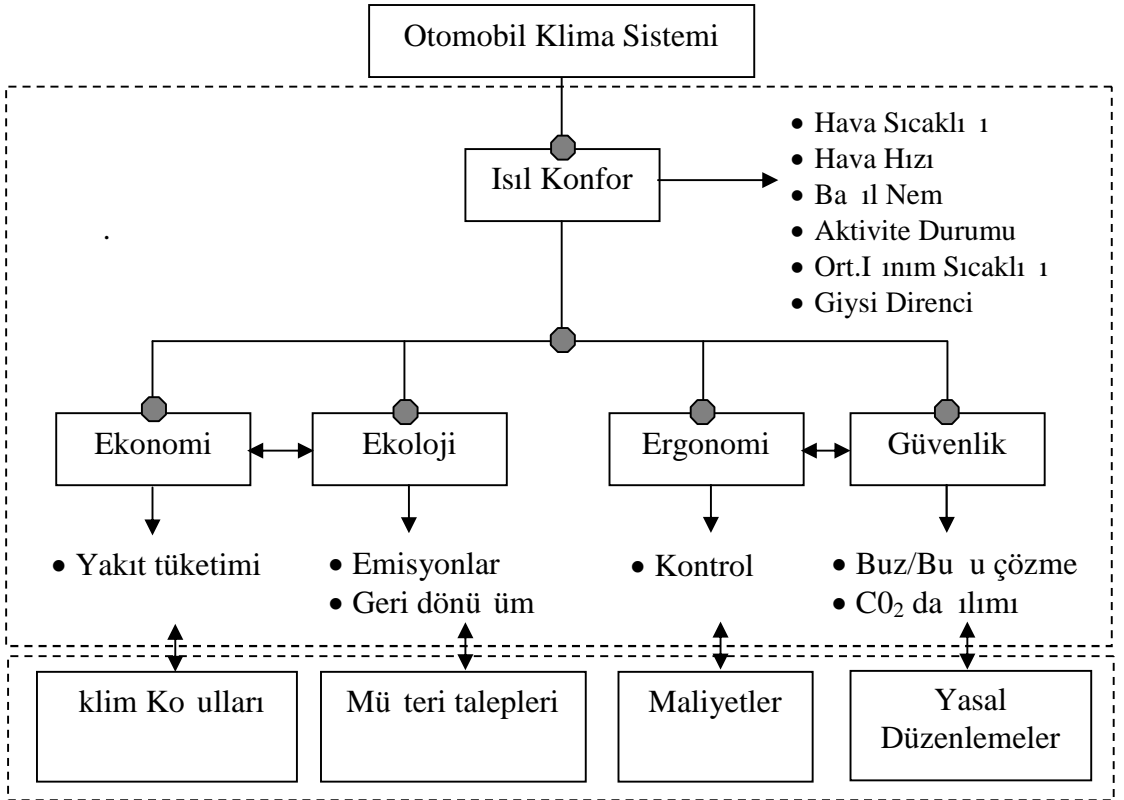 Otomobil Klima Sistemi
Isıl Konfor
• Hava Sıcaklı ı
• Hava Hızı
• Ba ıl Nem
• Aktivite Durumu
• Ort.I ınım Sıcaklı ı
• Giysi Direnci
Ekonomi
Ekoloji
Ergonomi
Güvenlik
• Yakıt tüketimi
• Emisyonlar
• Geri dönü üm
• Kontrol
• Buz/Bu u çözme
• C0₂ da ılımı
klim Ko ulları
Mü teri talepleri
Maliyetler
Yasal
Düzenlemeler